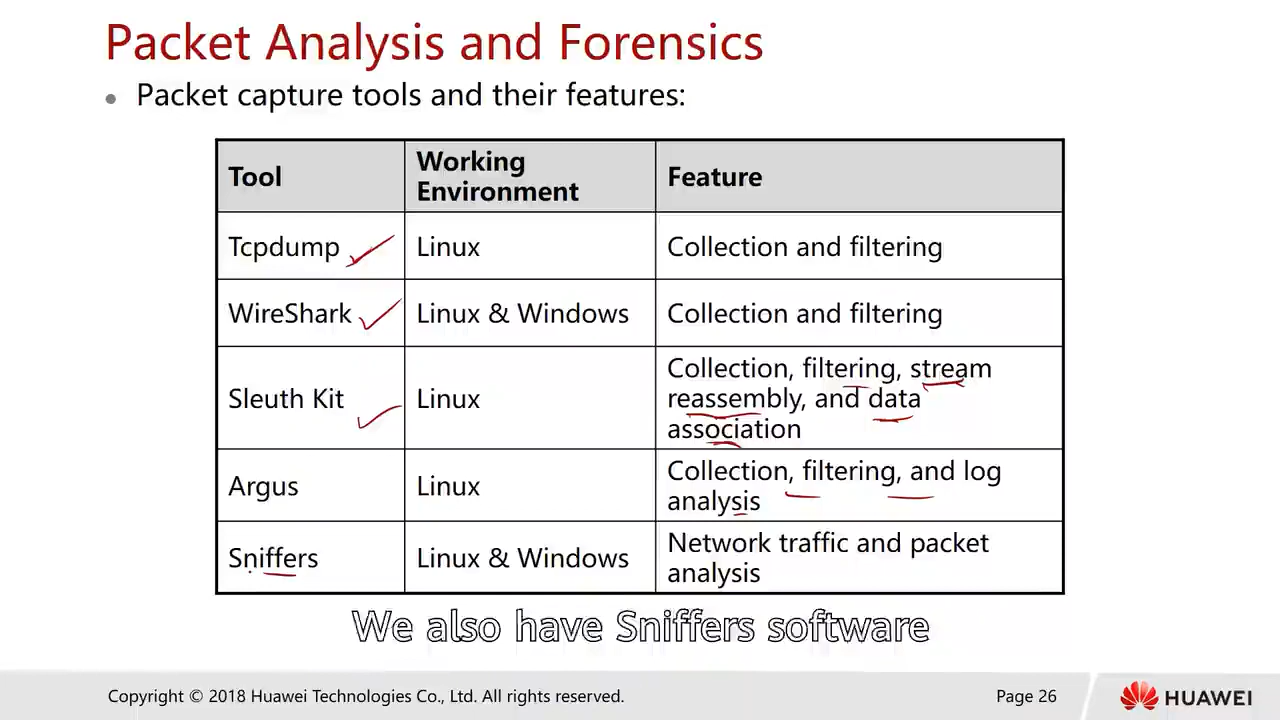 Packet Analysis and Forensics
• Packet capture tools and their features:
Tool
Working
Environment
Feature
Tcpdump
Linux
Collection and filtering
WireShark
Linux & Windows
Collection and filtering
Sleuth Kit
Linux
Collection, filtering, stream
reassembly, and data
association
Argus
Linux
Collection, filtering, and log
analysis
Sniffers
Linux & Windows
Network traffic and packet
analysis
We also have Sniffers software
Copyright © 2018 Huawei Technologies Co., Ltd. All rights reserved.
Page 26
HUAWEI